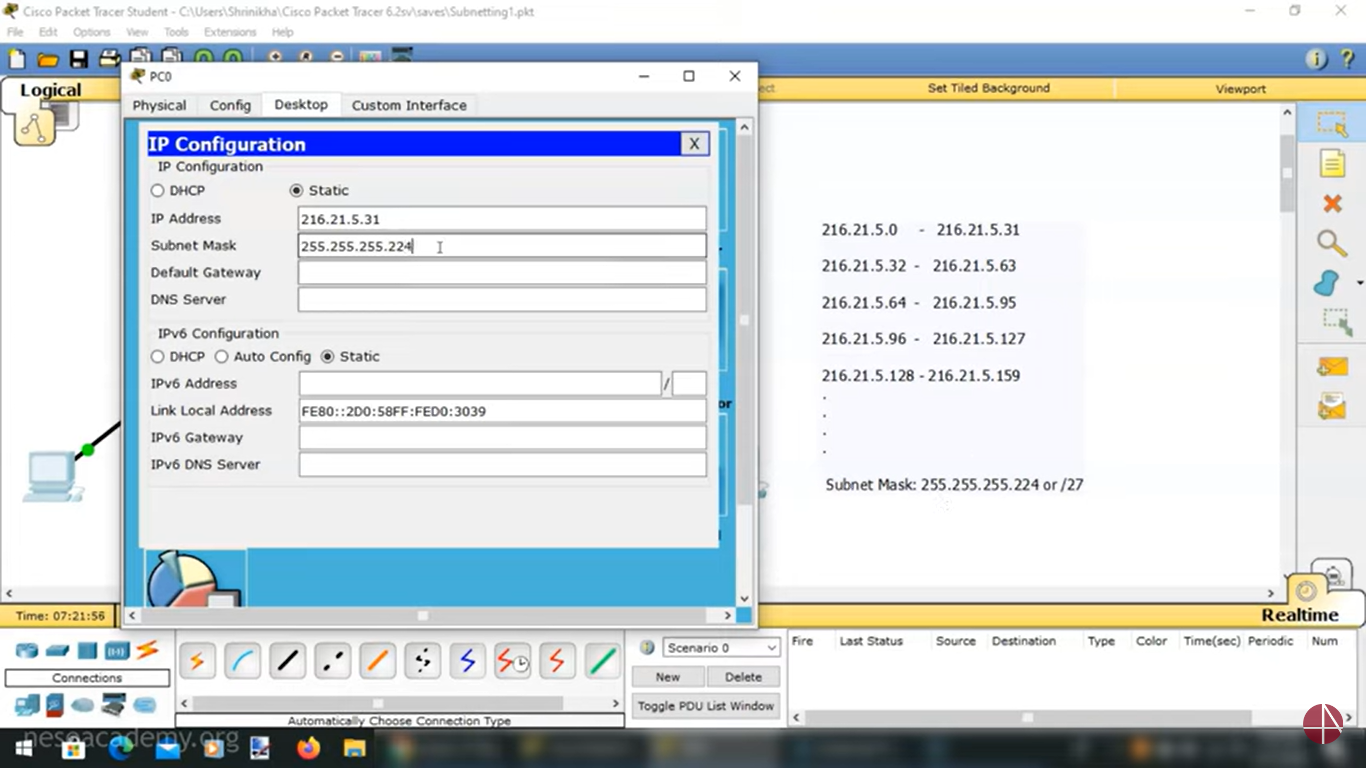 Cisco Packet Tracer Student - C:\Users\Shrinikha\Cisco Packet Tracer 6.2sv\saves\Subnetting1.pkt
File Edit Options View Tools Extensions Help
PC0
Logical
ect Set Tiled Background Viewport
Physical Config Desktop Custom Interface
IP Configuration X
IP Configuration
DHCP Static
IP Address 216.21.5.31
Subnet Mask 255.255.255.224
Default Gateway
DNS Server
IPv6 Configuration
DHCP Auto Config Static
IPv6 Address /
Link Local Address FE80::2D0:58FF:FED0:3039
IPv6 Gateway
IPv6 DNS Server
or
216.21.5.0 - 216.21.5.31
216.21.5.32 - 216.21.5.63
216.21.5.64 - 216.21.5.95
216.21.5.96 - 216.21.5.127
216.21.5.128 - 216.21.5.159
.
.
.
.
Subnet Mask: 255.255.255.224 or /27
Time: 07:21:56 Realtime
Connections
Automatically Choose Connection Type
Scenario 0
New Delete
Toggle PDU List Window
Fire Last Status Source Destination Type Color Time(sec) Periodic Num
nesoacademy.org